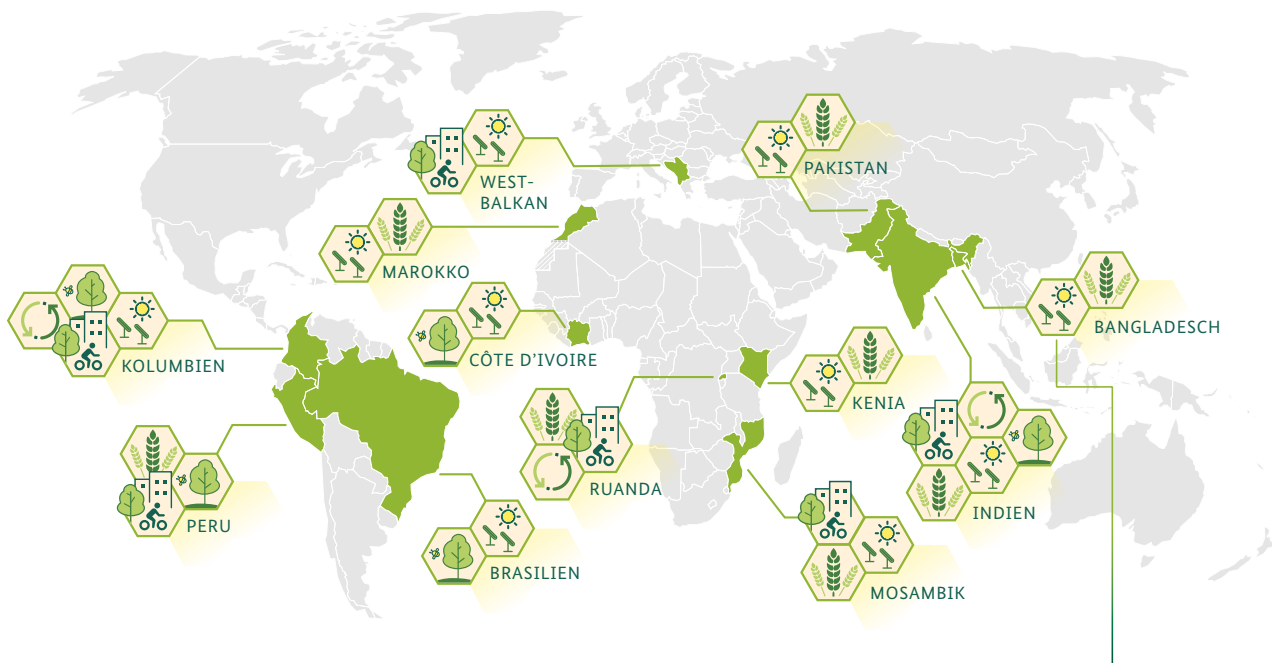 PAKISTAN
WEST-
BALKAN
MAROKKO
BANGLADESCH
CÔTE D'IVOIRE
KOLUMBIEN
KENIA
RUANDA
INDIEN
PERU
BRASILIEN
MOSAMBIK